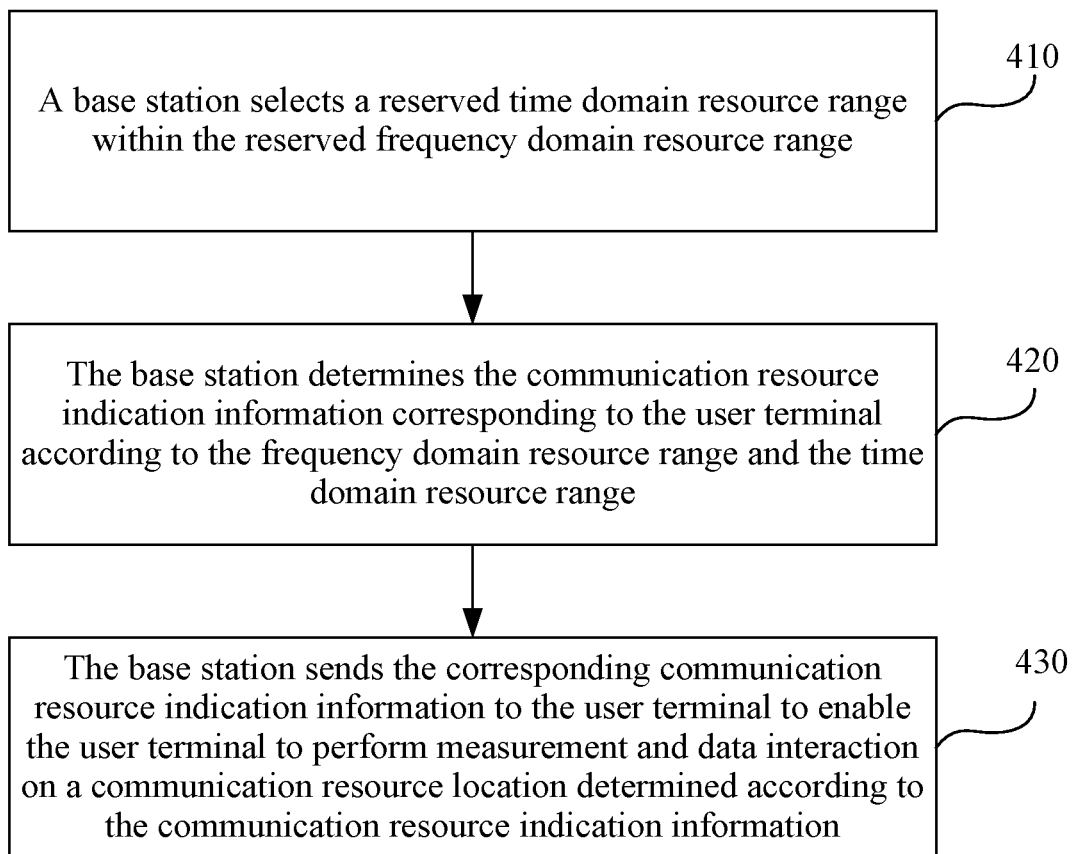 410
A base station selects a reserved time domain resource range
within the reserved frequency domain resource range
420
The base station determines the communication resource
indication information corresponding to the user terminal
according to the frequency domain resource range and the time
domain resource range
430
The base station sends the corresponding communication
resource indication information to the user terminal to enable
the user terminal to perform measurement and data interaction
on a communication resource location determined according to
the communication resource indication information